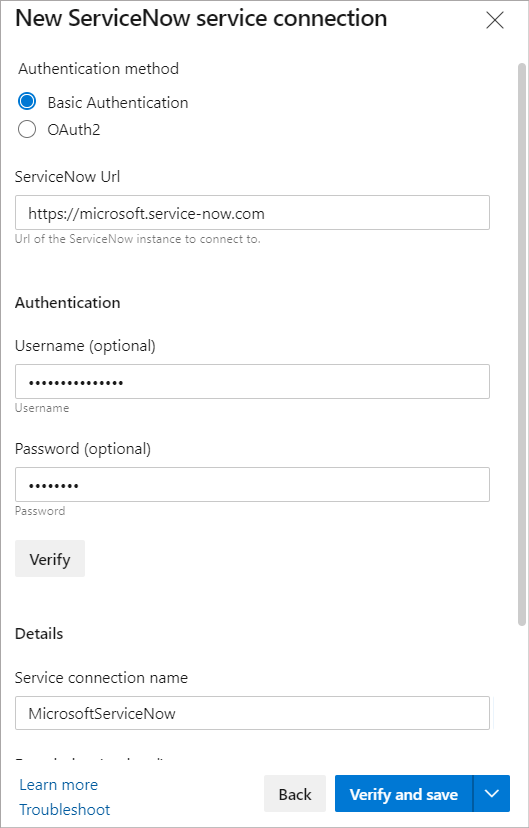 New ServiceNow service connection
Authentication method
Basic Authentication
OAuth2
ServiceNow Url
https://microsoft.service-now.com
Url of the ServiceNow instance to connect to.
Authentication
Username (optional)
•••••••••••••••
Username
Password (optional)
••••••••
Password
Verify
Details
Service connection name
MicrosoftServiceNow
Learn more
Troubleshoot
Back
Verify and save